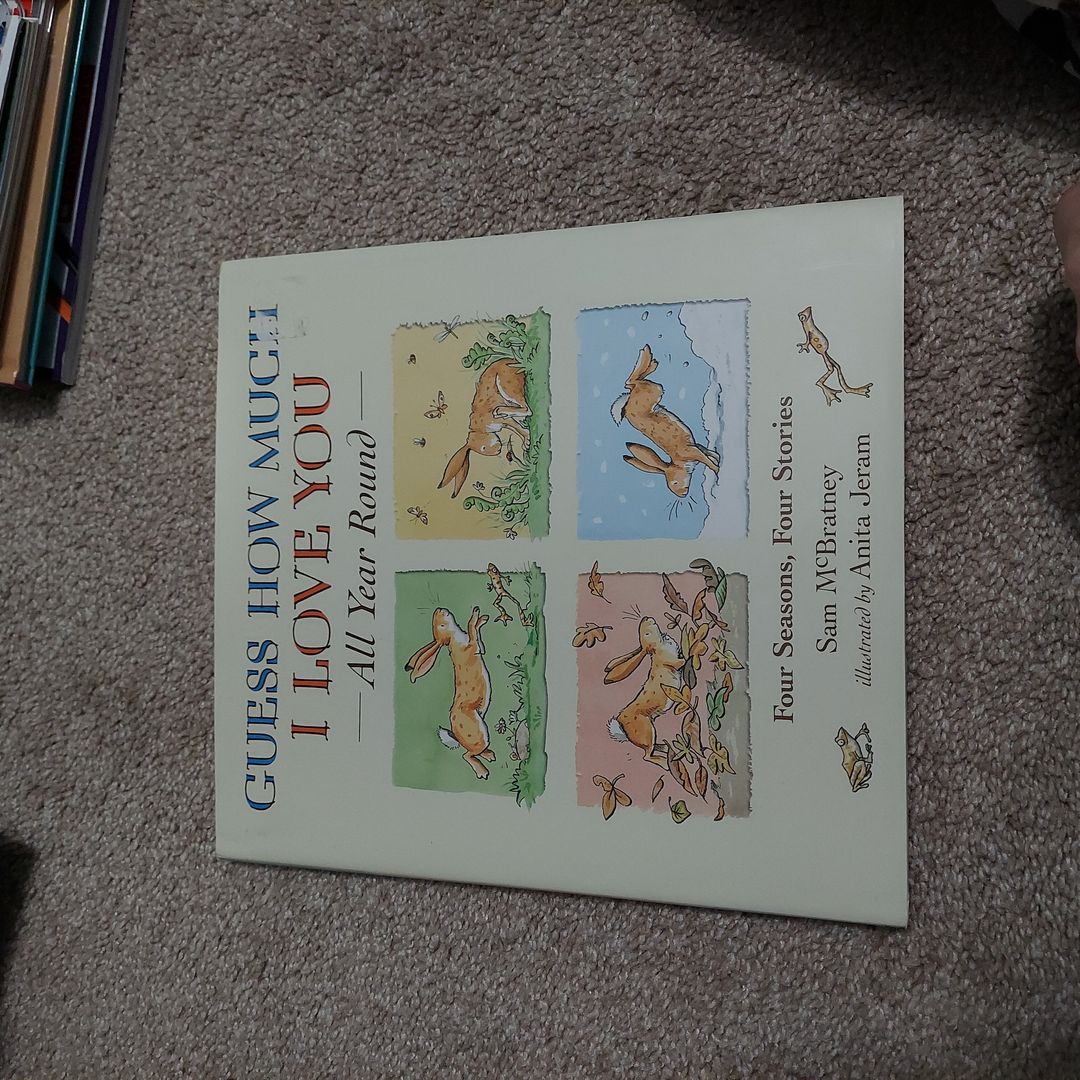 GUESS HOW MUCH
I LOVE YOU
All Year Round
Four Seasons, Four Stories
Sam McBratney
illustrated by Anita Jeram